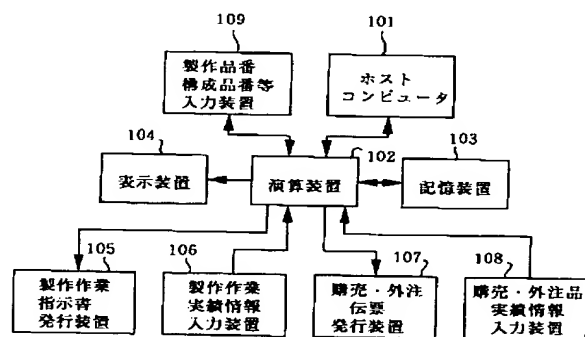 109
101
製作品番
構成品番等
入力装置
ホスト
コンピュータ
104
102
103
表示装置
演算装置
記憶装置
105
106
107
108
製作作業
指示書
発行装置
製作作業
実績情報
入力装置
購売・外注
伝票
発行装置
購売・外注品
実績情報
入力装置